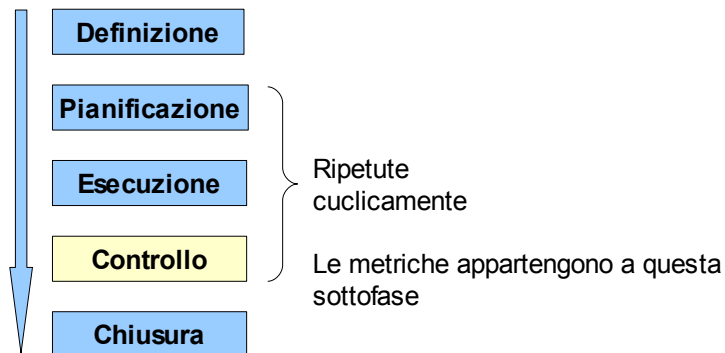 Definizione
Pianificazione
Esecuzione
Ripetute
cuclicamente
Controllo
Le metriche appartengono a questa
sottofase
Chiusura